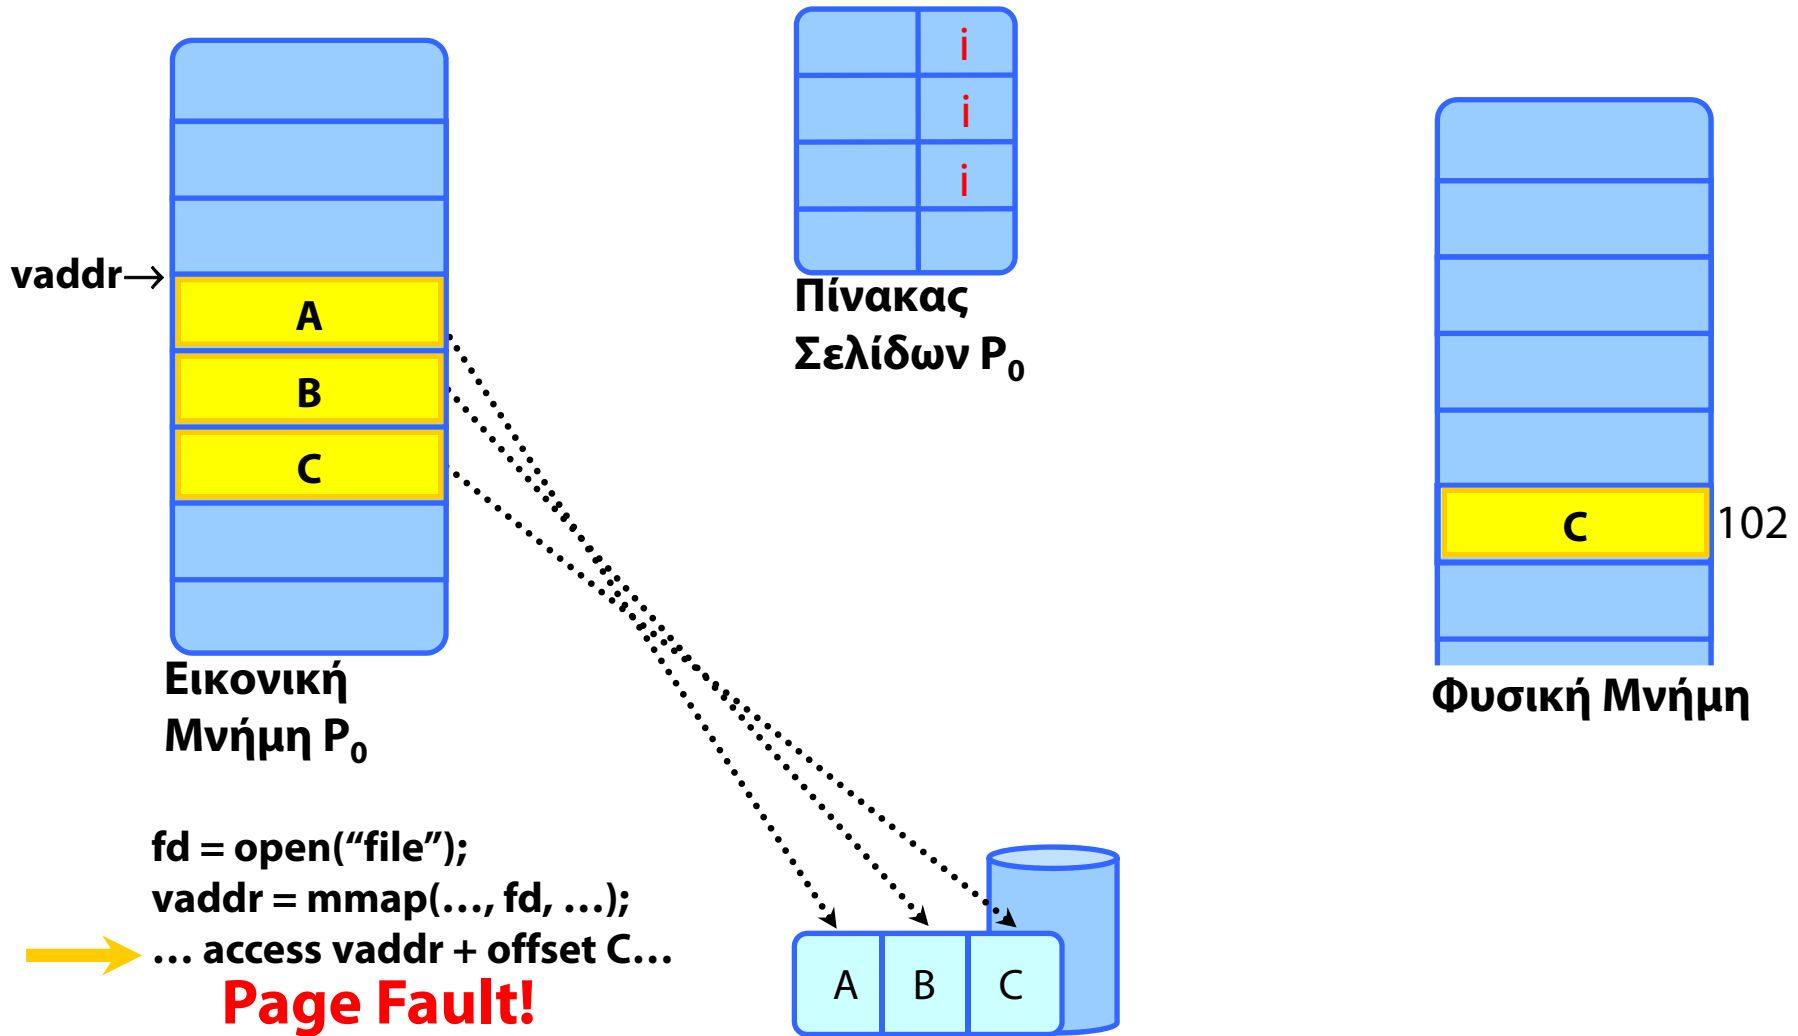 i
i
i
vaddr→
A
B
C
Πίνακας
Σελίδων P₀
C
102
Εικονική
Μνήμη P₀
Φυσική Μνήμη
fd = open(“file”);
vaddr = mmap(…, fd, …);
… access vaddr + offset C…
Page Fault!
A B C